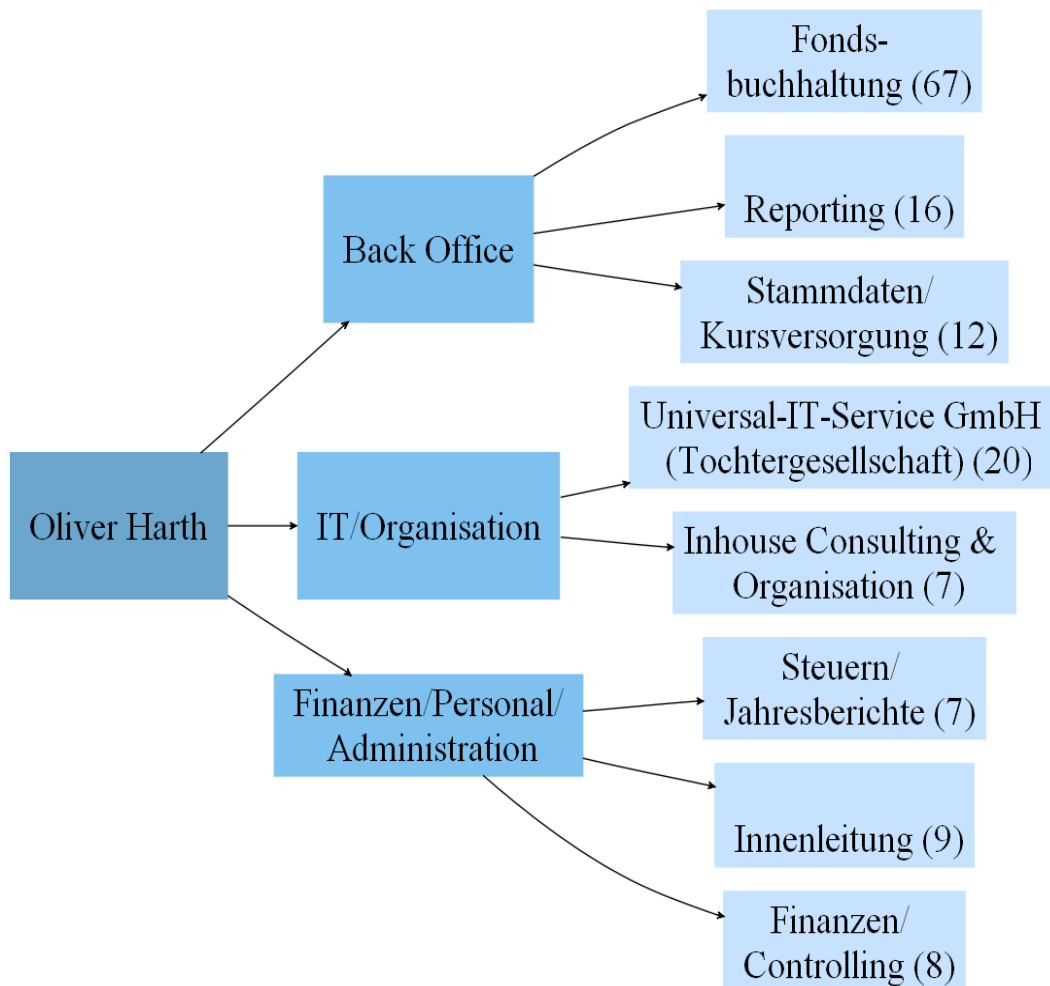 Fonds-
buchhaltung (67)
Reporting (16)
Back Office
Stammdaten/
Kursversorgung (12)
Universal-IT-Service GmbH
(Tochtergesellschaft) (20)
Oliver Harth
IT/Organisation
Inhouse Consulting &
Organisation (7)
Steuern/
Jahresberichte (7)
Finanzen/Personal/
Administration
Innenleitung (9)
Finanzen/
Controlling (8)